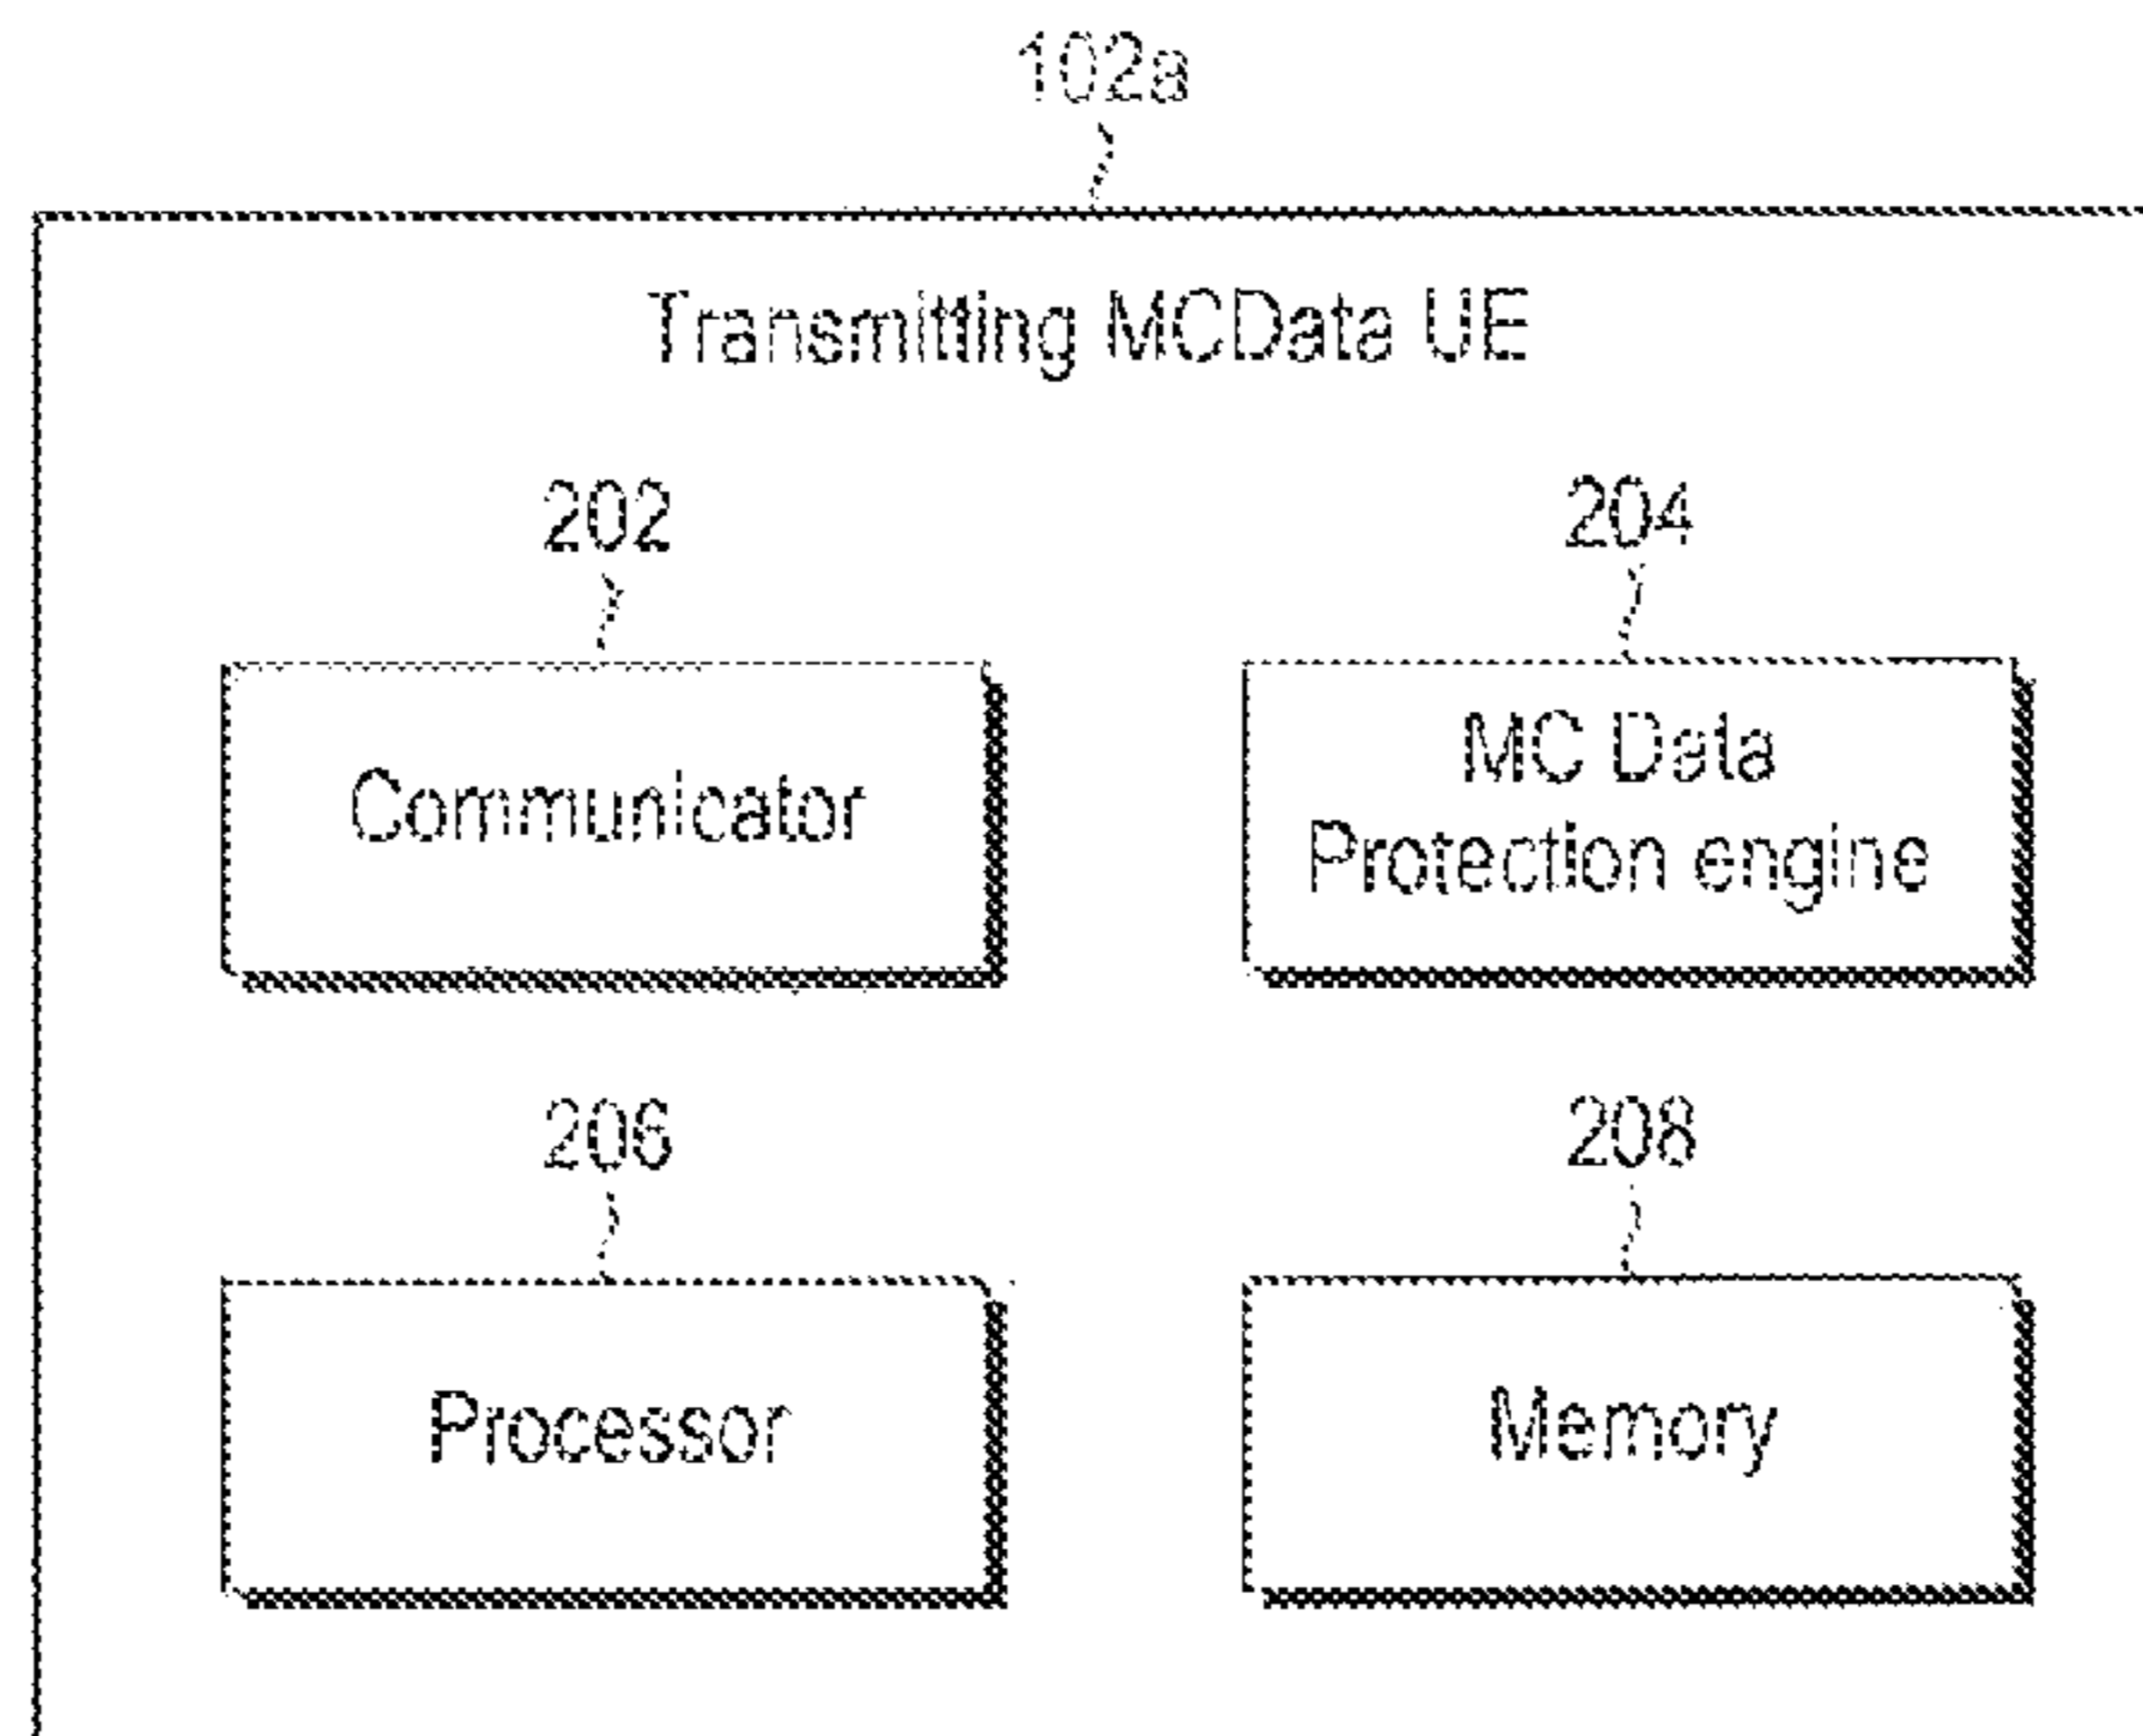 102a
Transmitting MCData UE
202
204
Communicator
MC Data
Protection engine
206
208
Processor
Memory